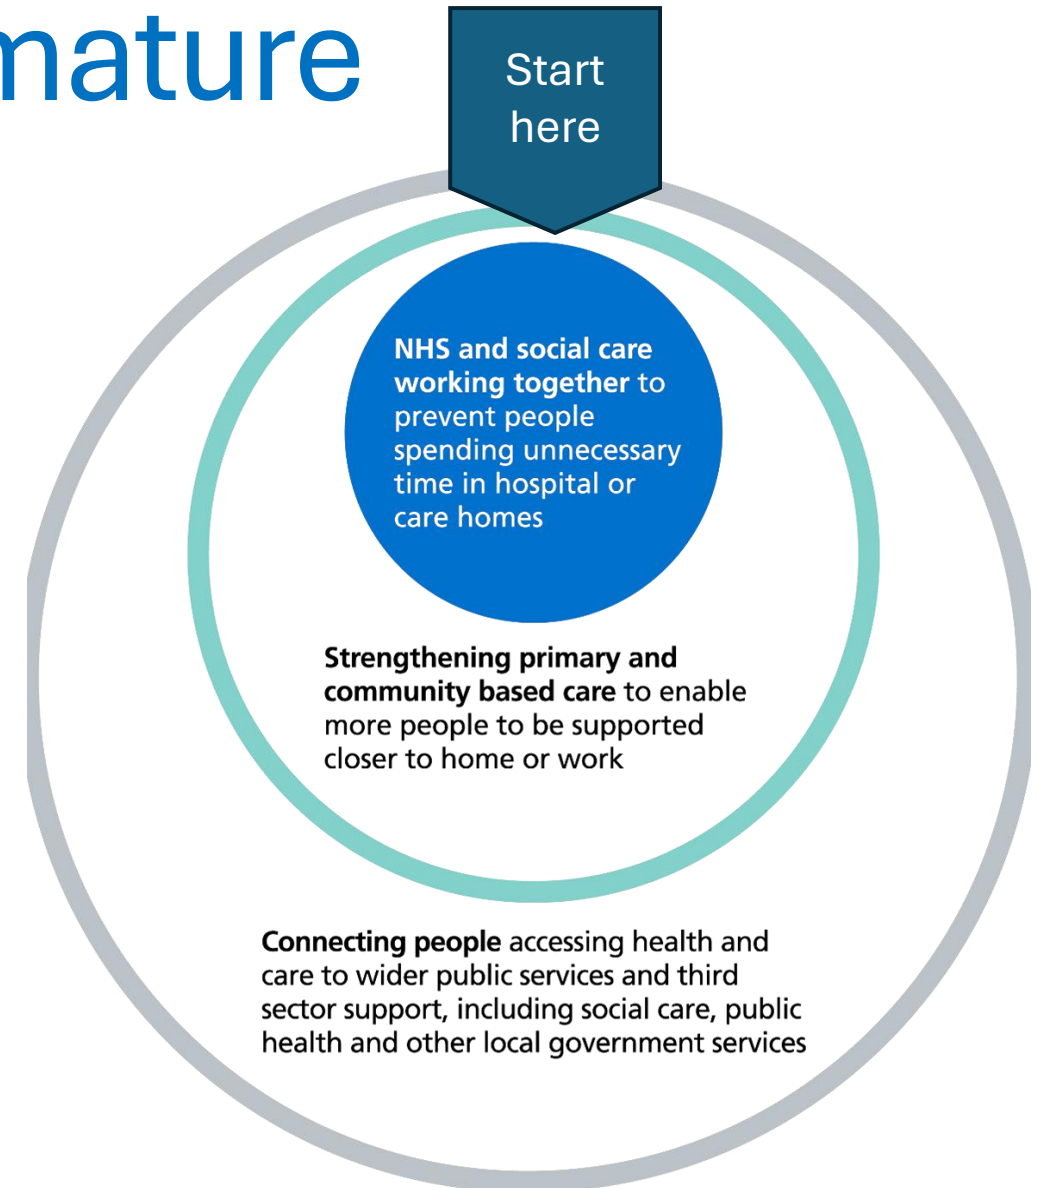 mature
Start
here
NHS and social care
working together to
prevent people
spending unnecessary
time in hospital or
care homes
Strengthening primary and
community based care to enable
more people to be supported
closer to home or work
Connecting people accessing health and
care to wider public services and third
sector support, including social care, public
health and other local government services